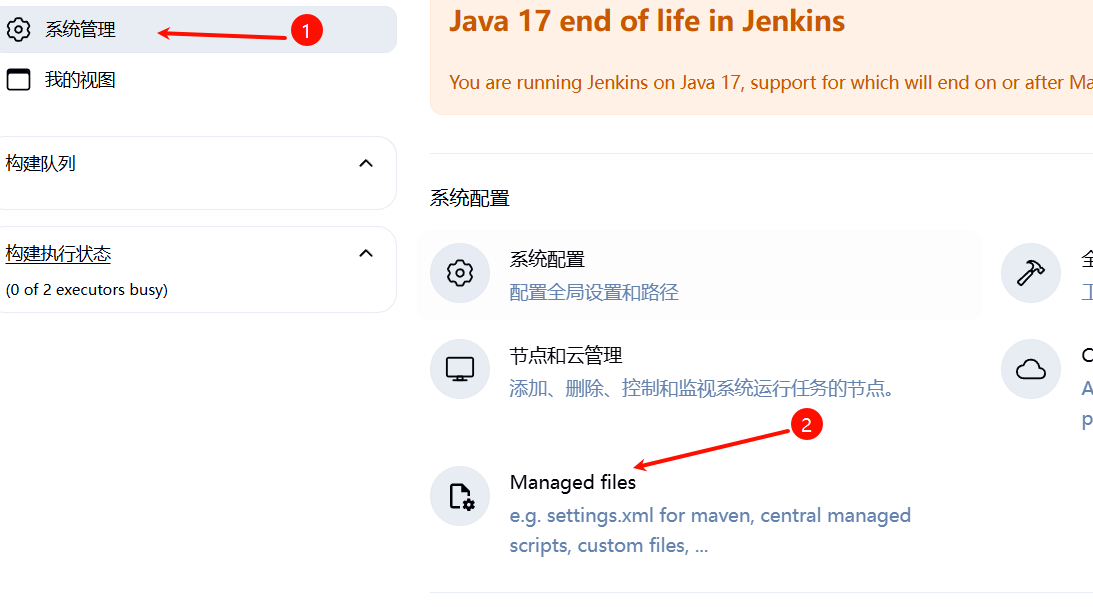 系统管理
1
我的视图
构建队列
构建执行状态
(0 of 2 executors busy)
Java 17 end of life in Jenkins
You are running Jenkins on Java 17, support for which will end on or after
系统配置
系统配置
配置全局设置和路径
节点和云管理
添加、删除、控制和监视系统运行任务的节点。
2
Managed files
e.g. settings.xml for maven, central managed
scripts, custom files, ...